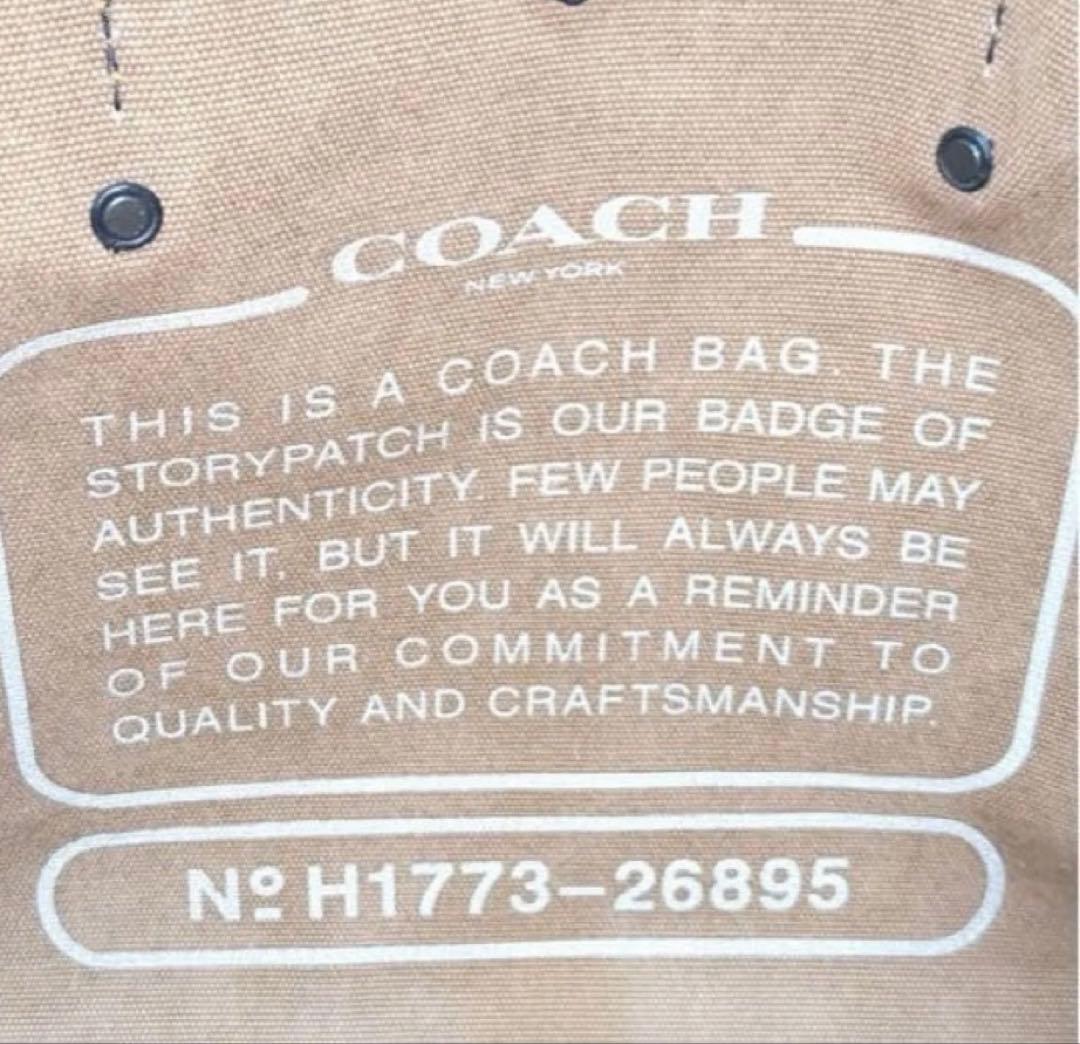 COACH
NEW YORK
THIS IS A COACH BAG. THE
STORYPATCH IS OUR BADGE OF
AUTHENTICITY. FEW PEOPLE MAY
SEE IT, BUT IT WILL ALWAYS BE
HERE FOR YOU AS A REMINDER
OF OUR COMMITMENT TO
QUALITY AND CRAFTSMANSHIP.
Nº H1773–26895